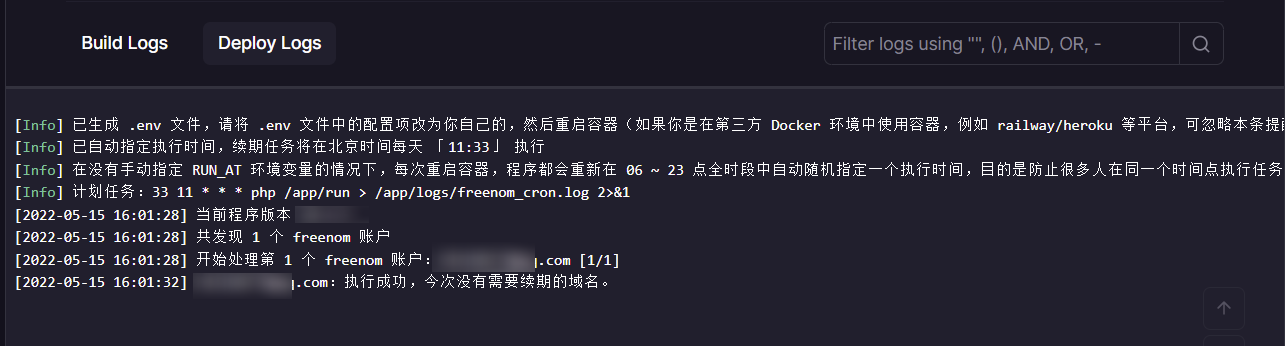 Build Logs
Deploy Logs
Filter logs using "", (), AND, OR, -
[Info] 已生成 .env 文件，请将 .env 文件中的配置项改为你自己的，然后重启容器（如果你是在第三方 Docker 环境中使用容器，例如 railway/heroku 等平台，可忽略本条提
[Info] 已自动指定执行时间，续期任务将在北京时间每天 「11:33」 执行
[Info] 在没有手动指定 RUN_AT 环境变量的情况下，每次重启容器，程序都会重新在 06 ~ 23 点全时段中自动随机指定一个执行时间，目的是防止很多人在同一个时间点执行任务
[Info] 计划任务：33 11 * * * php /app/run > /app/logs/freenom_cron.log 2>&1
[2022-05-15 16:01:28] 当前程序版本
[2022-05-15 16:01:28] 共发现 1 个 freenom 账户
[2022-05-15 16:01:28] 开始处理第 1 个 freenom 账户：q.com [1/1]
[2022-05-15 16:01:32] q.com：执行成功，今次没有需要续期的域名。